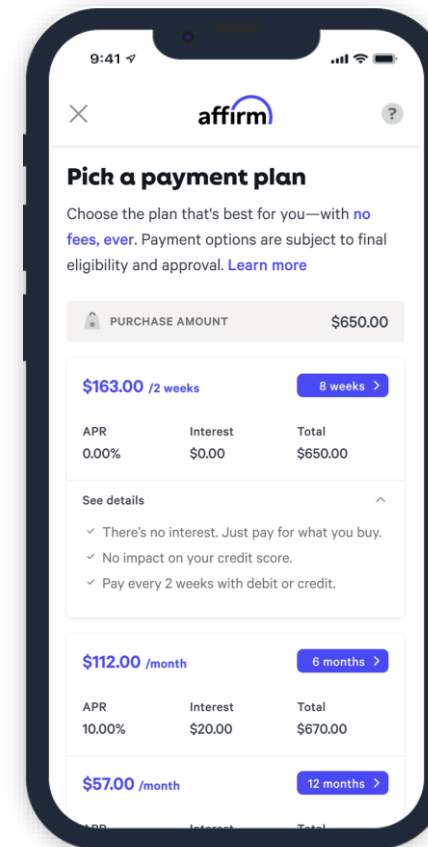 9:41
affirm
?
Pick a payment plan
Choose the plan that's best for you—with no
fees, ever. Payment options are subject to final
eligibility and approval. Learn more
PURCHASE AMOUNT $650.00
$163.00 /2 weeks 8 weeks >
APR Interest Total
0.00% $0.00 $650.00
See details
There's no interest. Just pay for what you buy.
No impact on your credit score.
Pay every 2 weeks with debit or credit.
$112.00 /month 6 months >
APR Interest Total
10.00% $20.00 $670.00
$57.00 /month 12 months >
APR Interest Total